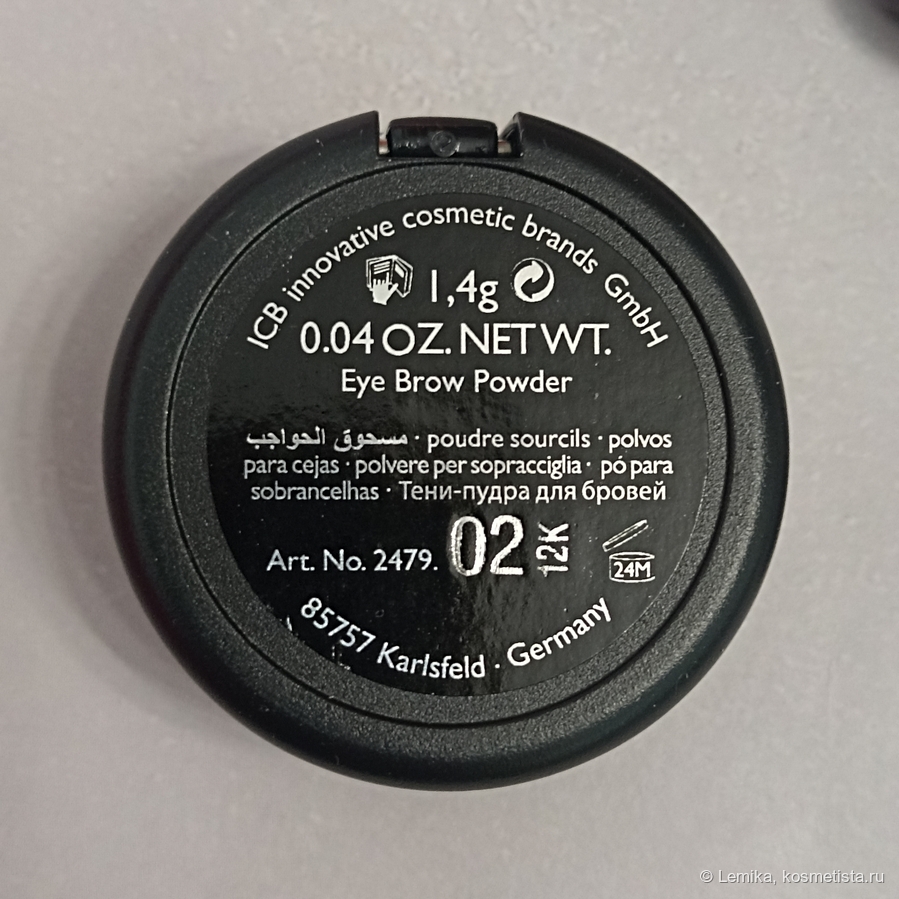 ICB innovative cosmetic brands GmbH
1,4g
0.04 OZ. NET WT.
Eye Brow Powder
مسحوق الحواجب · poudre sourcils · polvos
para cejas · polvere per sopracciglia · pó para
sobrancelhas · Тени-пудра для бровей
Art. No. 2479. 02 12K 24M
85757 Karlsfeld · Germany
© Lemika, kosmetista.ru